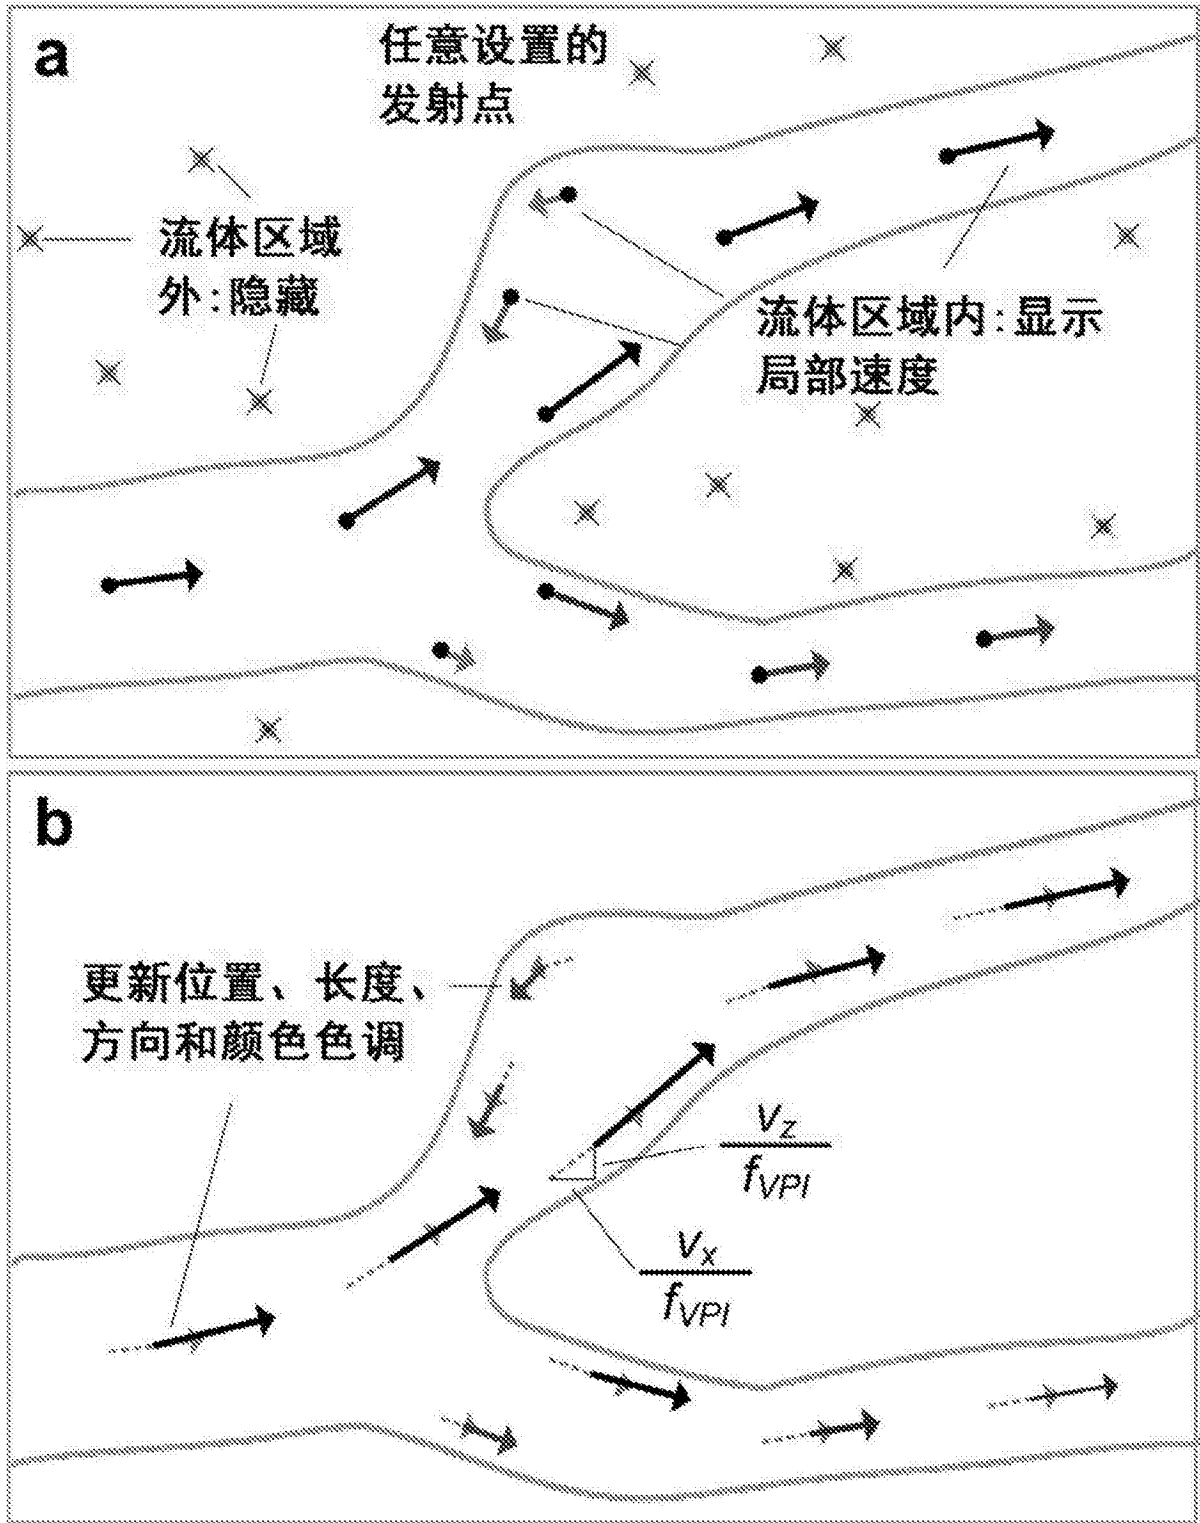 a
任意设置的
发射点
流体区域
外:隐藏
流体区域内:显示
局部速度
b
更新位置、长度、
方向和颜色色调
v_z
f_VPI
v_x
f_VPI